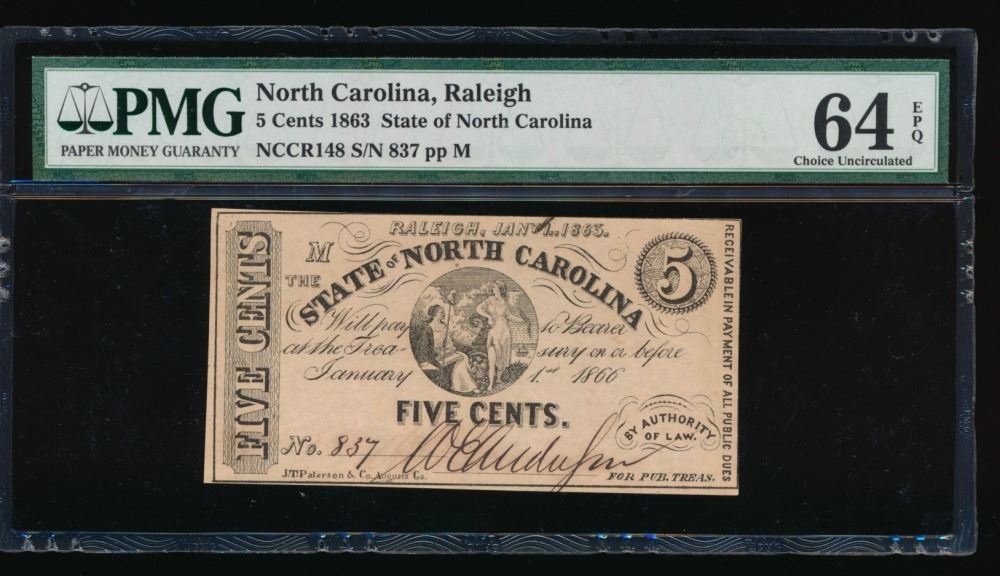 PMG
PAPER MONEY GUARANTY
North Carolina, Raleigh
5 Cents 1863 State of North Carolina
NCCR148 S/N 837 pp M
64 EPQ
Choice Uncirculated
RALEIGH, JANY 1, 1863.
M
THE
STATE of NORTH CAROLINA
5
Will pay to Bearer
at the Treasury on or before
January 1st 1866
FIVE CENTS.
FIVE CENTS
RECEIVABLE IN PAYMENT OF ALL PUBLIC DUES
BY AUTHORITY
OF LAW.
No. 837
J.T. Paterson & Co. Augusta Ga.
FOR PUB. TREAS.